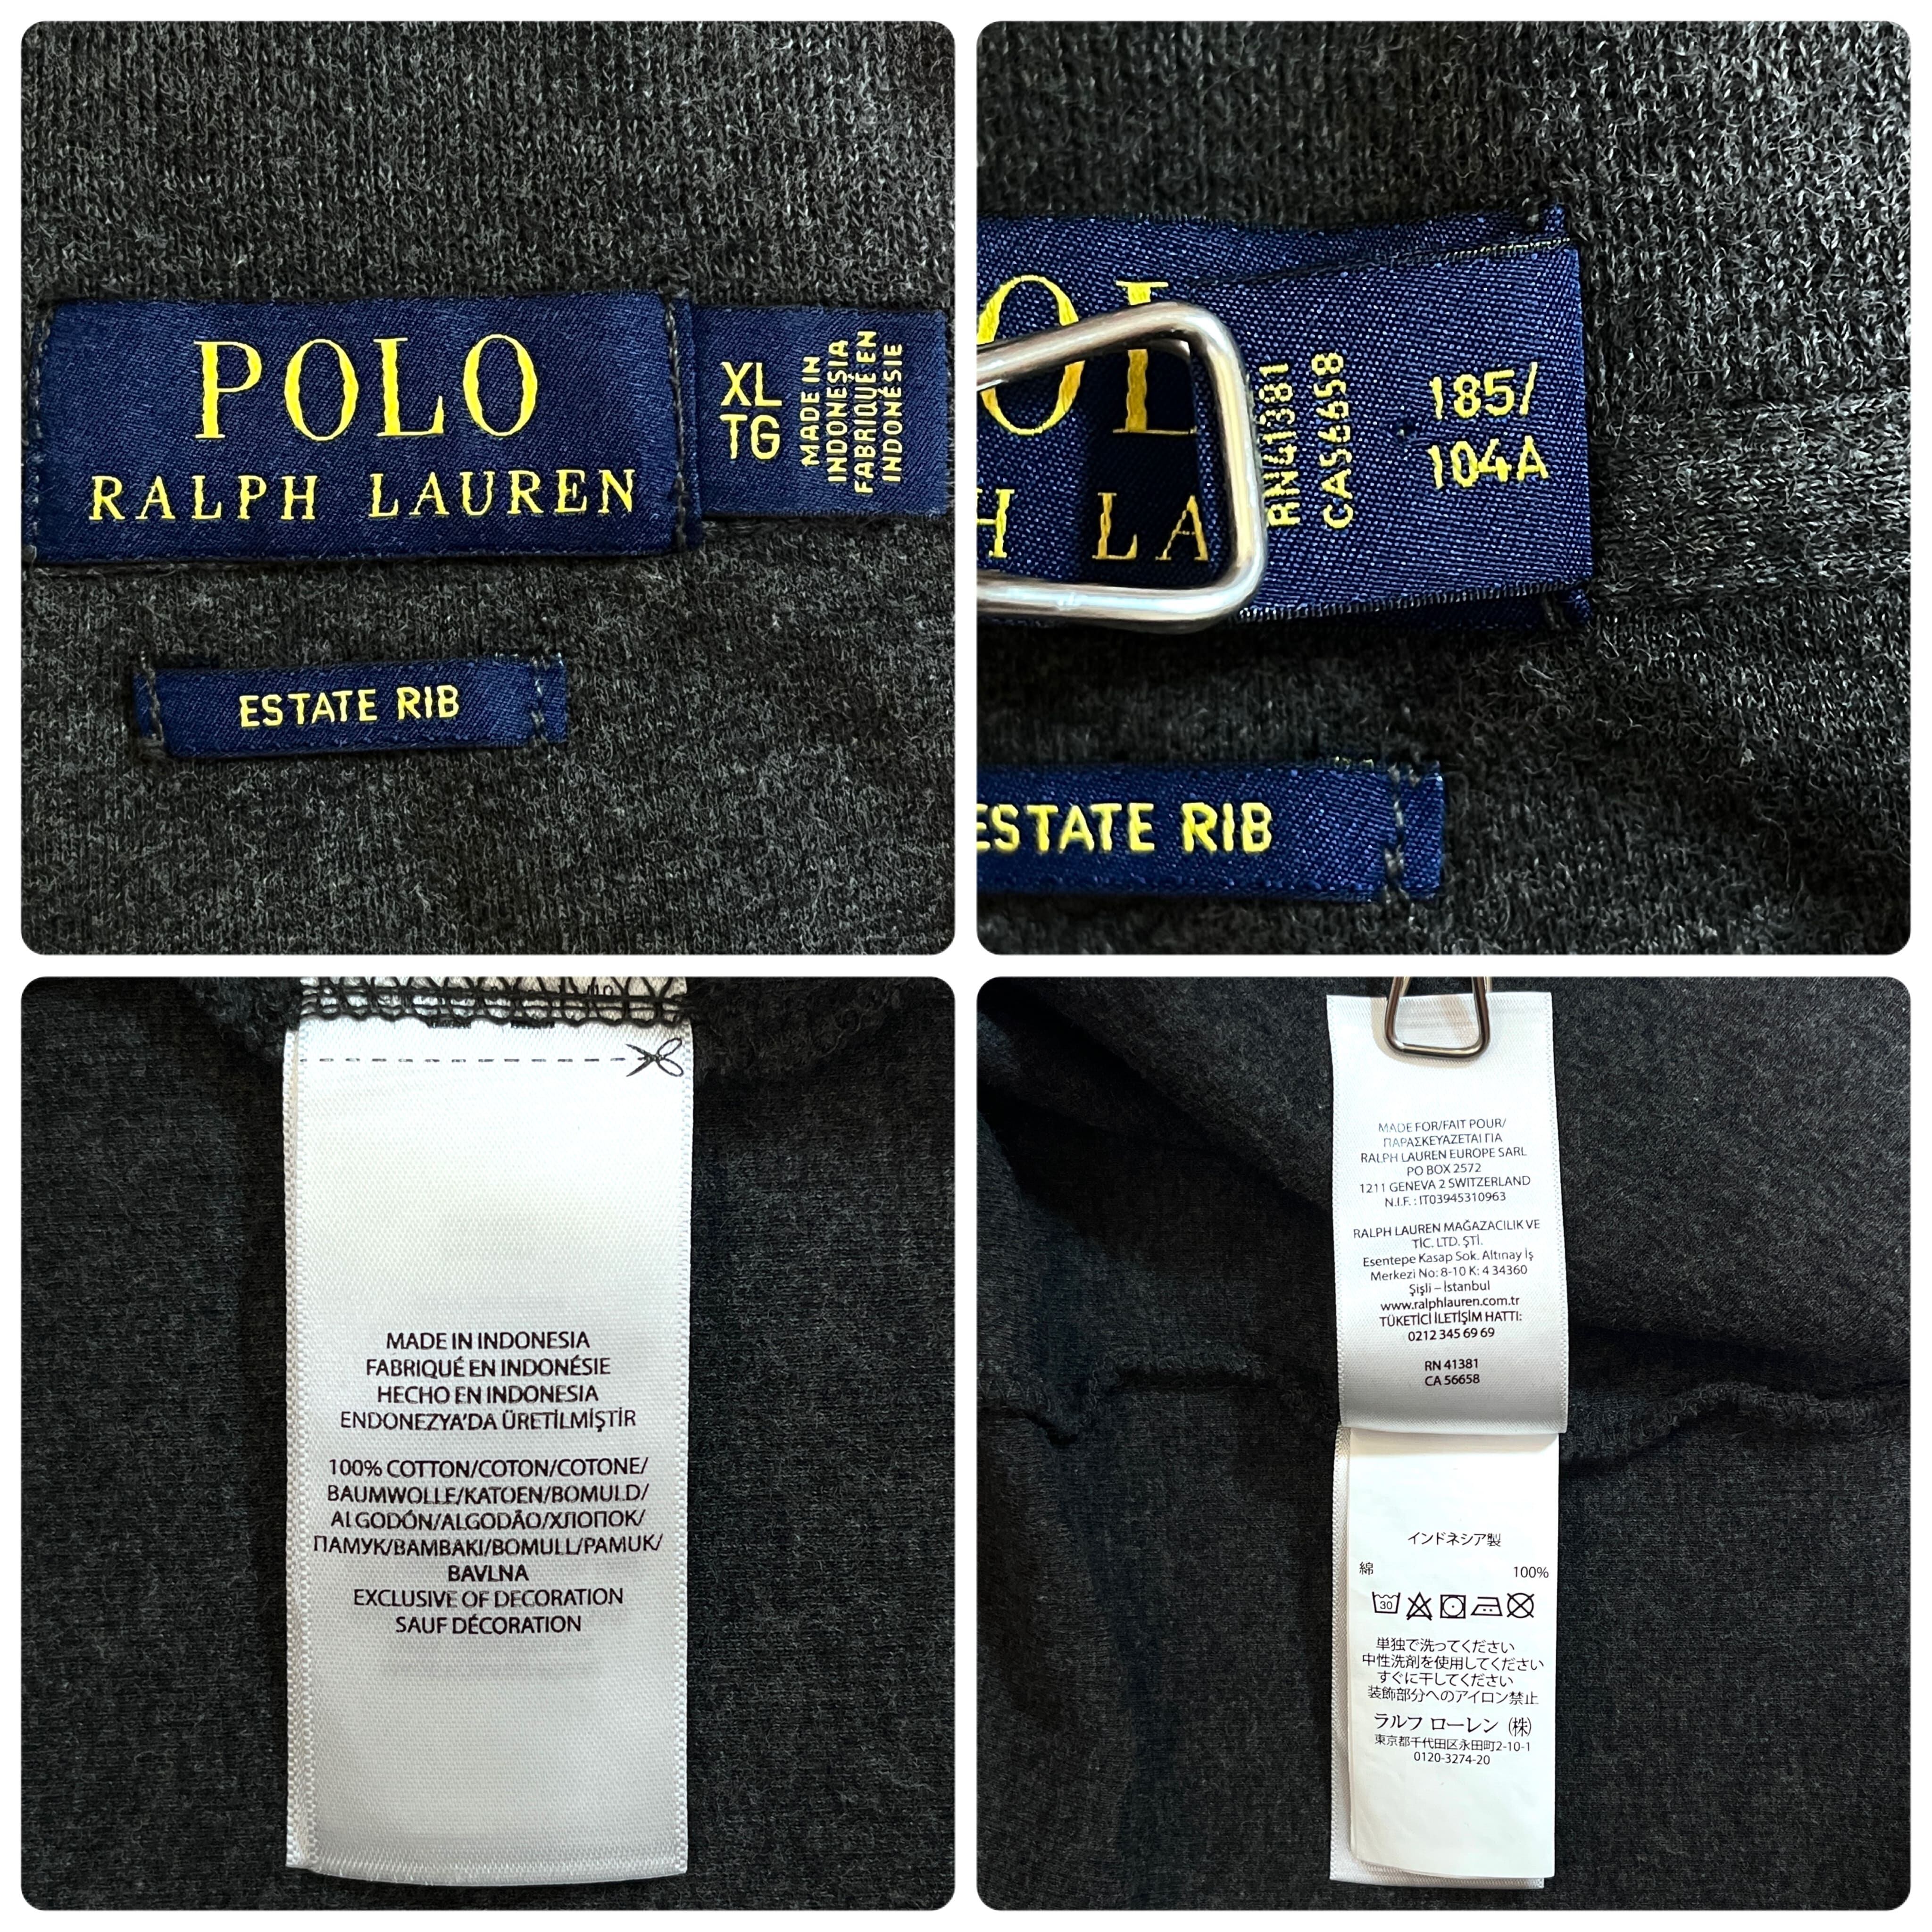 POLO
RALPH LAUREN
XL
TG
MADE IN
INDONESIA
FABRIQUÉ EN
INDONÉSIE
ESTATE RIB
OL
H LA
RN41381
CA56658
185/
104A
ESTATE RIB
MADE IN INDONESIA
FABRIQUÉ EN INDONÉSIE
HECHO EN INDONESIA
ENDONEZYA'DA ÜRETİLMİŞTİR
100% COTTON/COTON/COTONE/
BAUMWOLLE/KATOEN/BOMULD/
ALGODÓN/ALGODÃO/ХЛОПОК/
ПАМУК/BAMBAKI/BOMULL/PAMUK/
BAVLNA
EXCLUSIVE OF DECORATION
SAUF DÉCORATION
MADE FOR/FAIT POUR/
ΠΑΡΑΣΚΕΥΑΖΕΤΑΙ ΓΙΑ
RALPH LAUREN EUROPE SARL
PO BOX 2572
1211 GENEVA 2 SWITZERLAND
N.I.F. : IT03945310963
RALPH LAUREN MAĞAZACILIK VE
TİC. LTD. ŞTİ.
Esentepe Kasap Sok. Altınay İş
Merkezi No: 8-10 K: 4 34360
Şişli – İstanbul
www.ralphlauren.com.tr
TÜKETİCİ İLETİŞİM HATTI:
0212 345 69 69
RN 41381
CA 56658
インドネシア製
綿 100%
30
単独で洗ってください
中性洗剤を使用してください
すぐに干してください
装飾部分へのアイロン禁止
ラルフ ローレン (株)
東京都千代田区永田町2-10-1
0120-3274-20